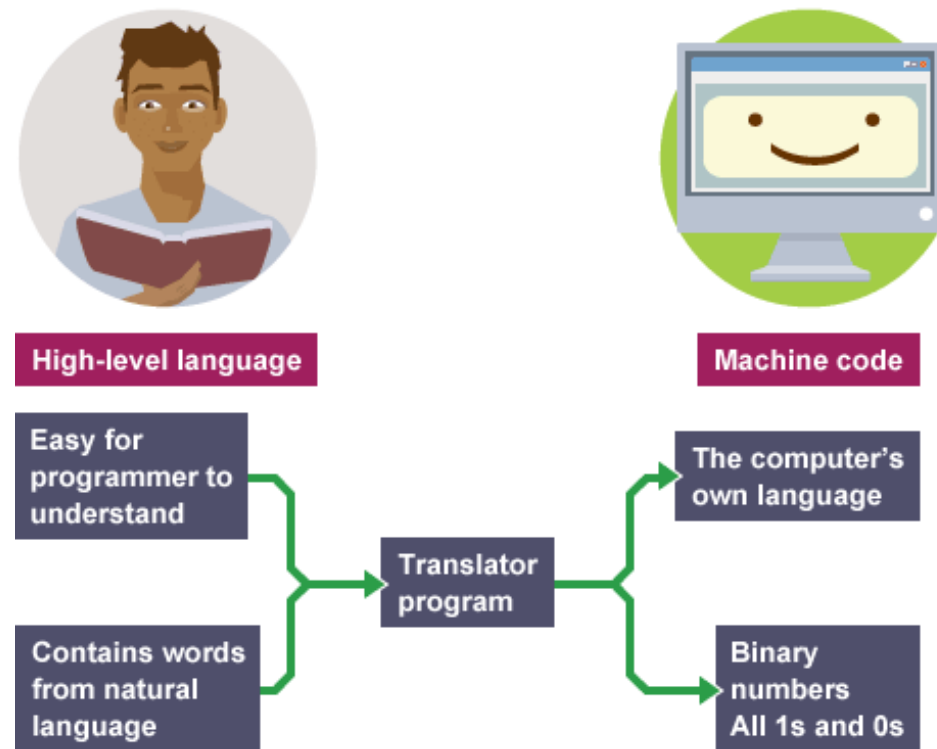 High-level language
Machine code
Easy for
programmer to
understand
Contains words
from natural
language
Translator
program
The computer's
own language
Binary
numbers
All 1s and 0s